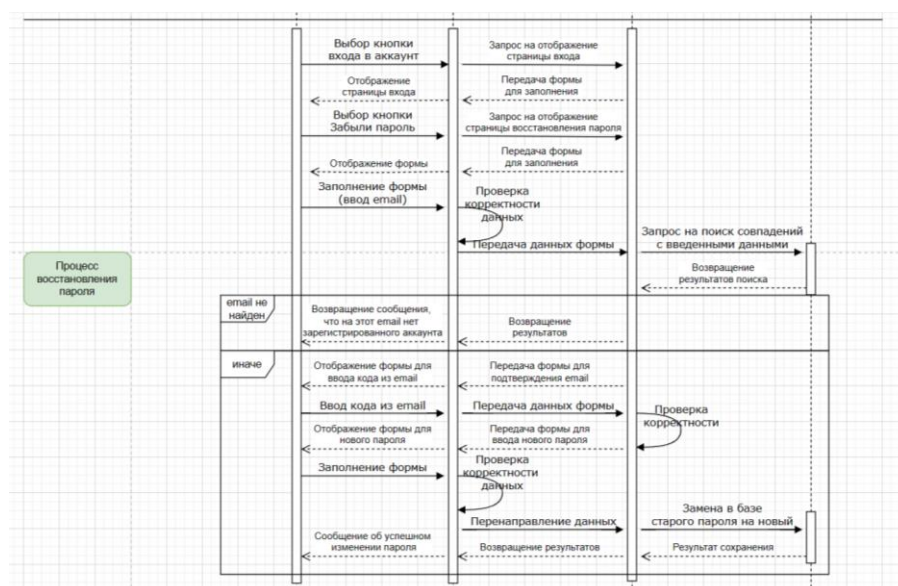 Выбор кнопки
входа в аккаунт
Запрос на отображение
страницы входа
Отображение
страницы входа
Передача формы
для заполнения
Выбор кнопки
Забыли пароль
Запрос на отображение
страницы восстановления пароля
Отображение формы
Передача формы
для заполнения
Заполнение формы
(ввод email)
Проверка
корректности
данных
Передача данных формы
Запрос на поиск совпадений
с введенными данными
Возвращение
результатов поиска
Процесс
восстановления
пароля
email не
найден
Возвращение сообщения,
что на этот email нет
зарегистрированного аккаунта
Возвращение
результатов
иначе
Отображение формы для
ввода кода из email
Передача формы для
подтверждения email
Ввод кода из email
Передача данных формы
Проверка
корректности
Отображение формы для
нового пароля
Передача формы для
ввода нового пароля
Заполнение формы
Проверка
корректности
данных
Перенаправление данных
Замена в базе
старого пароля на новый
Сообщение об успешном
изменении пароля
Возвращение результатов
Результат сохранения